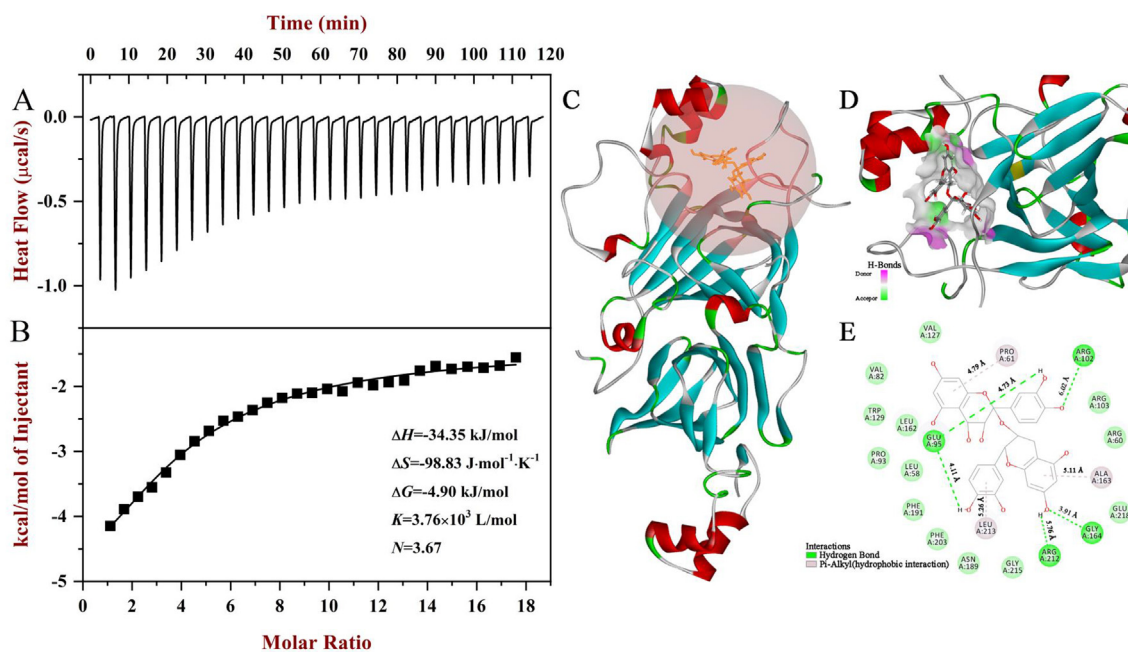 Time (min)
0 10 20 30 40 50 60 70 80 90 100 110 120
A
Heat Flow (μcal/s)
0.0
-0.5
-1.0
B
kcal/mol of Injectant
-2
-3
-4
-5
ΔH=-34.35 kJ/mol
ΔS=-98.83 J·mol⁻¹·K⁻¹
ΔG=-4.90 kJ/mol
K=3.76×10³ L/mol
N=3.67
0 2 4 6 8 10 12 14 16 18
Molar Ratio
C
D
H-Bonds
Donor
Accepor
E
VAL
A:127
PRO
A:61
ARG
A:102
VAL
A:82
4.79 Å
4.73 Å
6.02 Å
H
O
ARG
A:103
TRP
A:129
LEU
A:162
GLU
A:95
ARG
A:60
PRO
A:93
LEU
A:58
4.11 Å
5.11 Å
ALA
A:163
PHE
A:191
H
5.26 Å
LEU
A:213
H
5.76 Å
3.91 Å
GLY
A:164
GLU
A:218
PHE
A:203
ASN
A:189
GLY
A:215
ARG
A:212
Interactions
Hydrogen Bond
Pi-Alkyl(hydrophobic interaction)